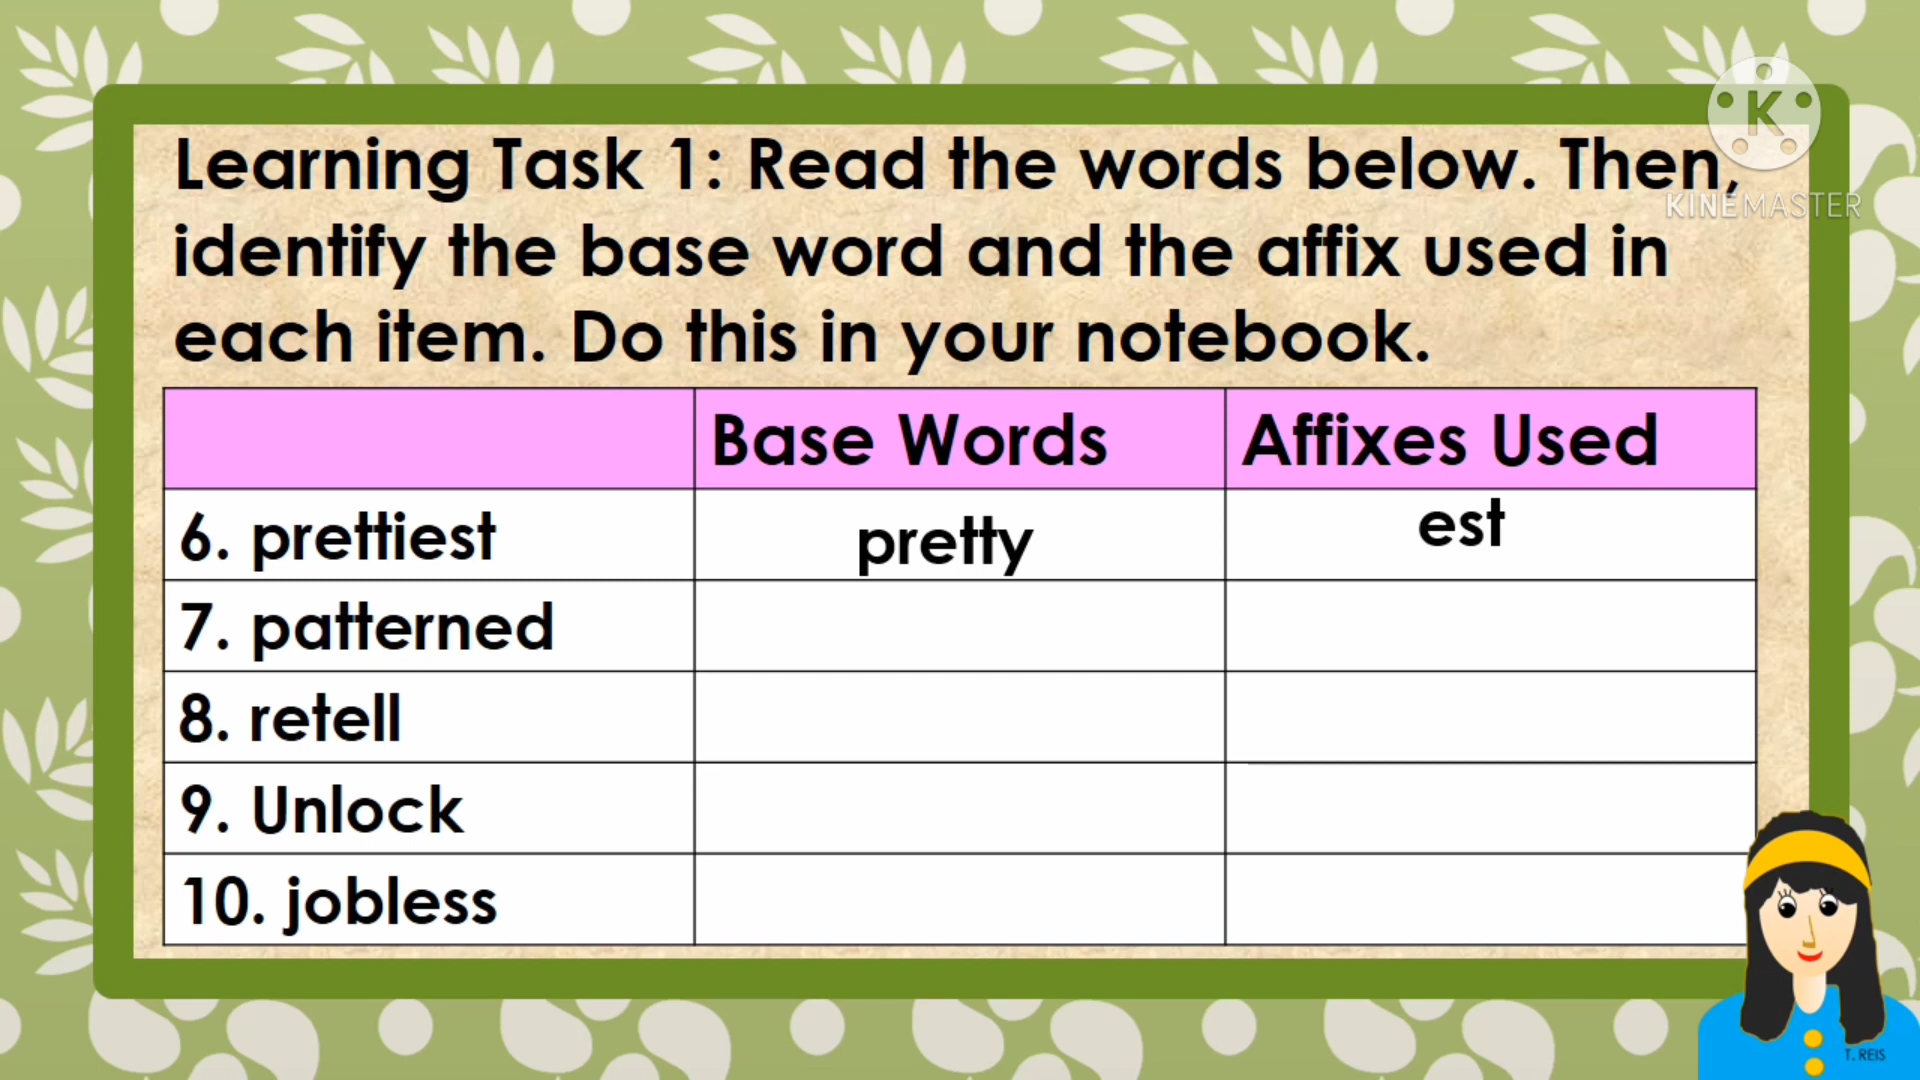 Learning Task 1: Read the words below. Then,
identify the base word and the affix used in
each item. Do this in your notebook.
Base Words Affixes Used
6. prettiest pretty est
7. patterned
8. retell
9. Unlock
10. jobless
K
KINEMASTER
T. REIS